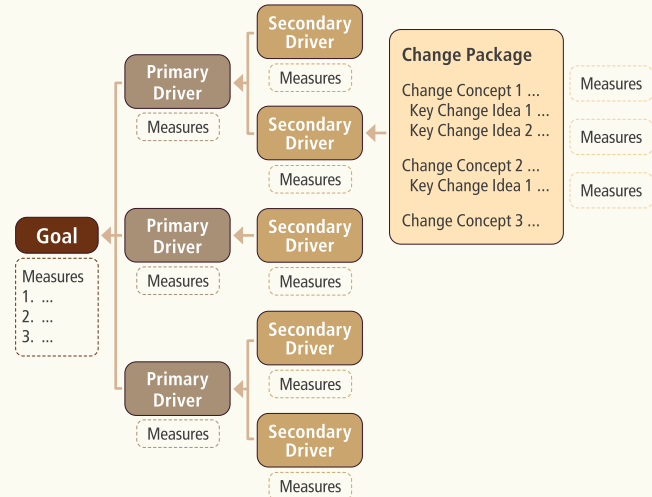 Goal
Measures
1. ...
2. ...
3. ...
Primary
Driver
Measures
Primary
Driver
Measures
Primary
Driver
Measures
Secondary
Driver
Measures
Secondary
Driver
Measures
Secondary
Driver
Measures
Secondary
Driver
Measures
Secondary
Driver
Measures
Change Package
Change Concept 1 ...
Key Change Idea 1 ...
Key Change Idea 2 ...
Change Concept 2 ...
Key Change Idea 1 ...
Change Concept 3 ...
Measures
Measures
Measures